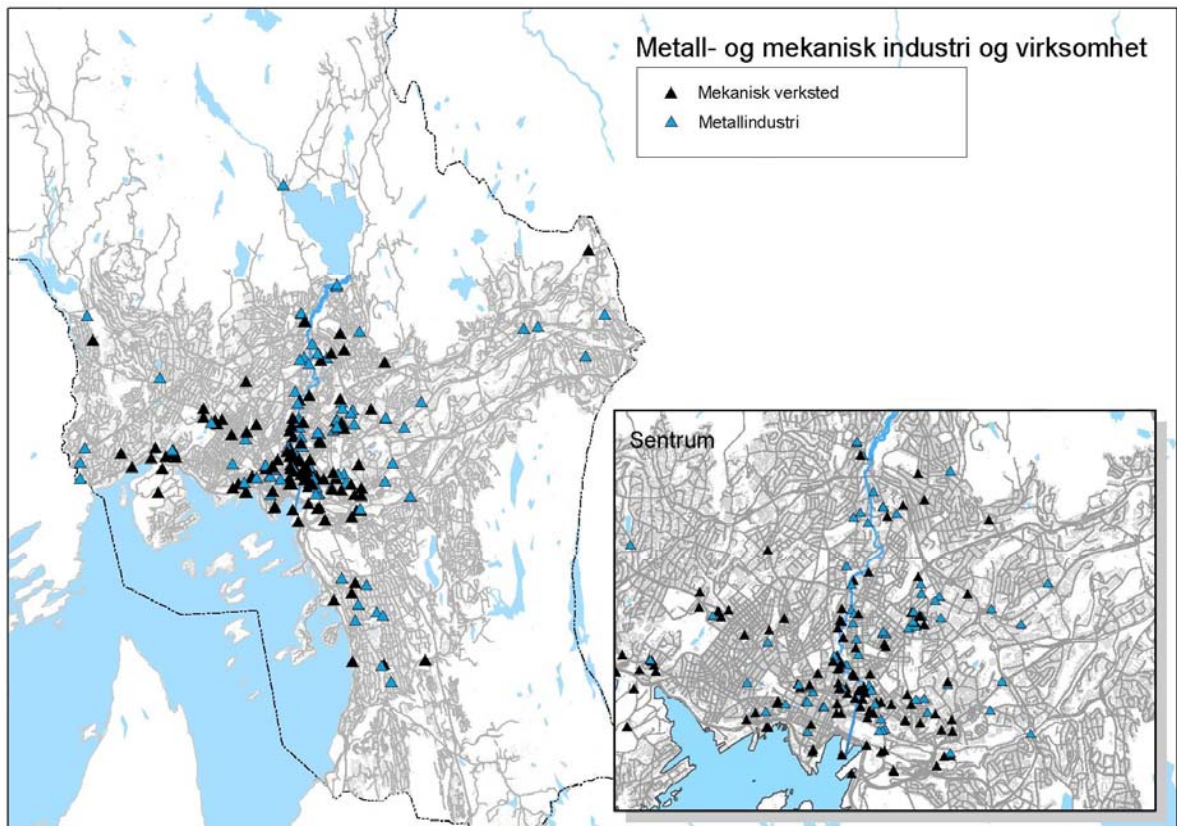 Metall- og mekanisk industri og virksomhet
Mekanisk verksted
Metallindustri
Sentrum